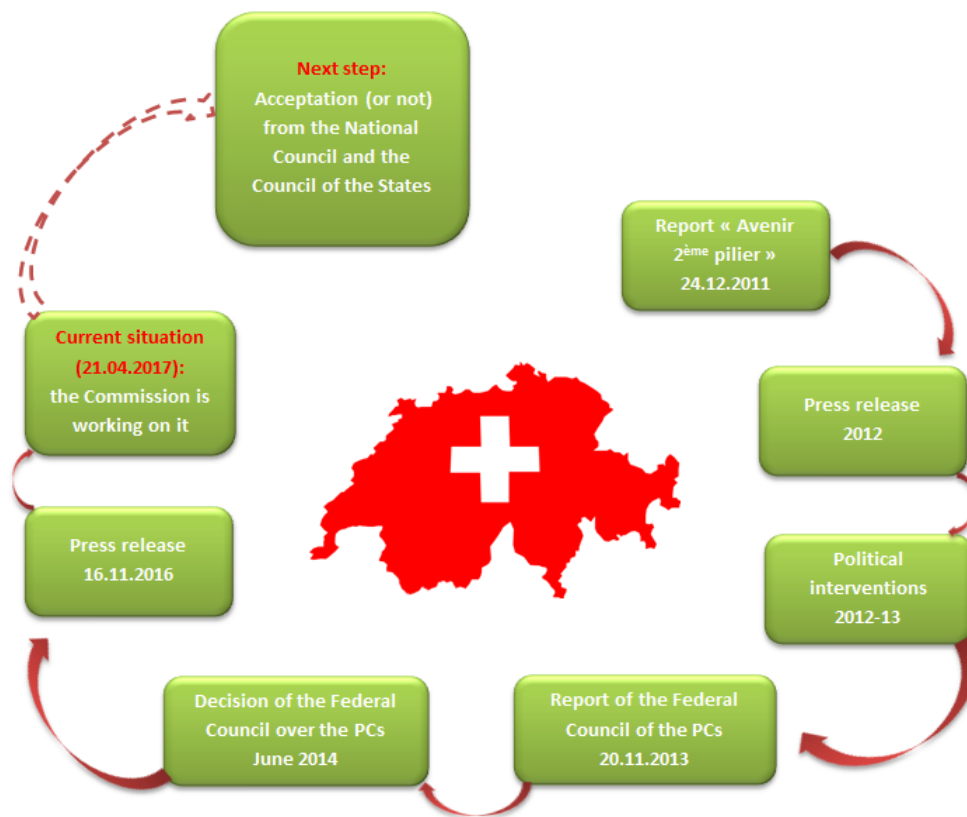 Next step:
Acceptation (or not)
from the National
Council and the
Council of the States
Report « Avenir
2ème pilier »
24.12.2011
Press release
2012
Political
interventions
2012-13
Report of the Federal
Council of the PCs
20.11.2013
Decision of the Federal
Council over the PCs
June 2014
Press release
16.11.2016
Current situation
(21.04.2017):
the Commission is
working on it